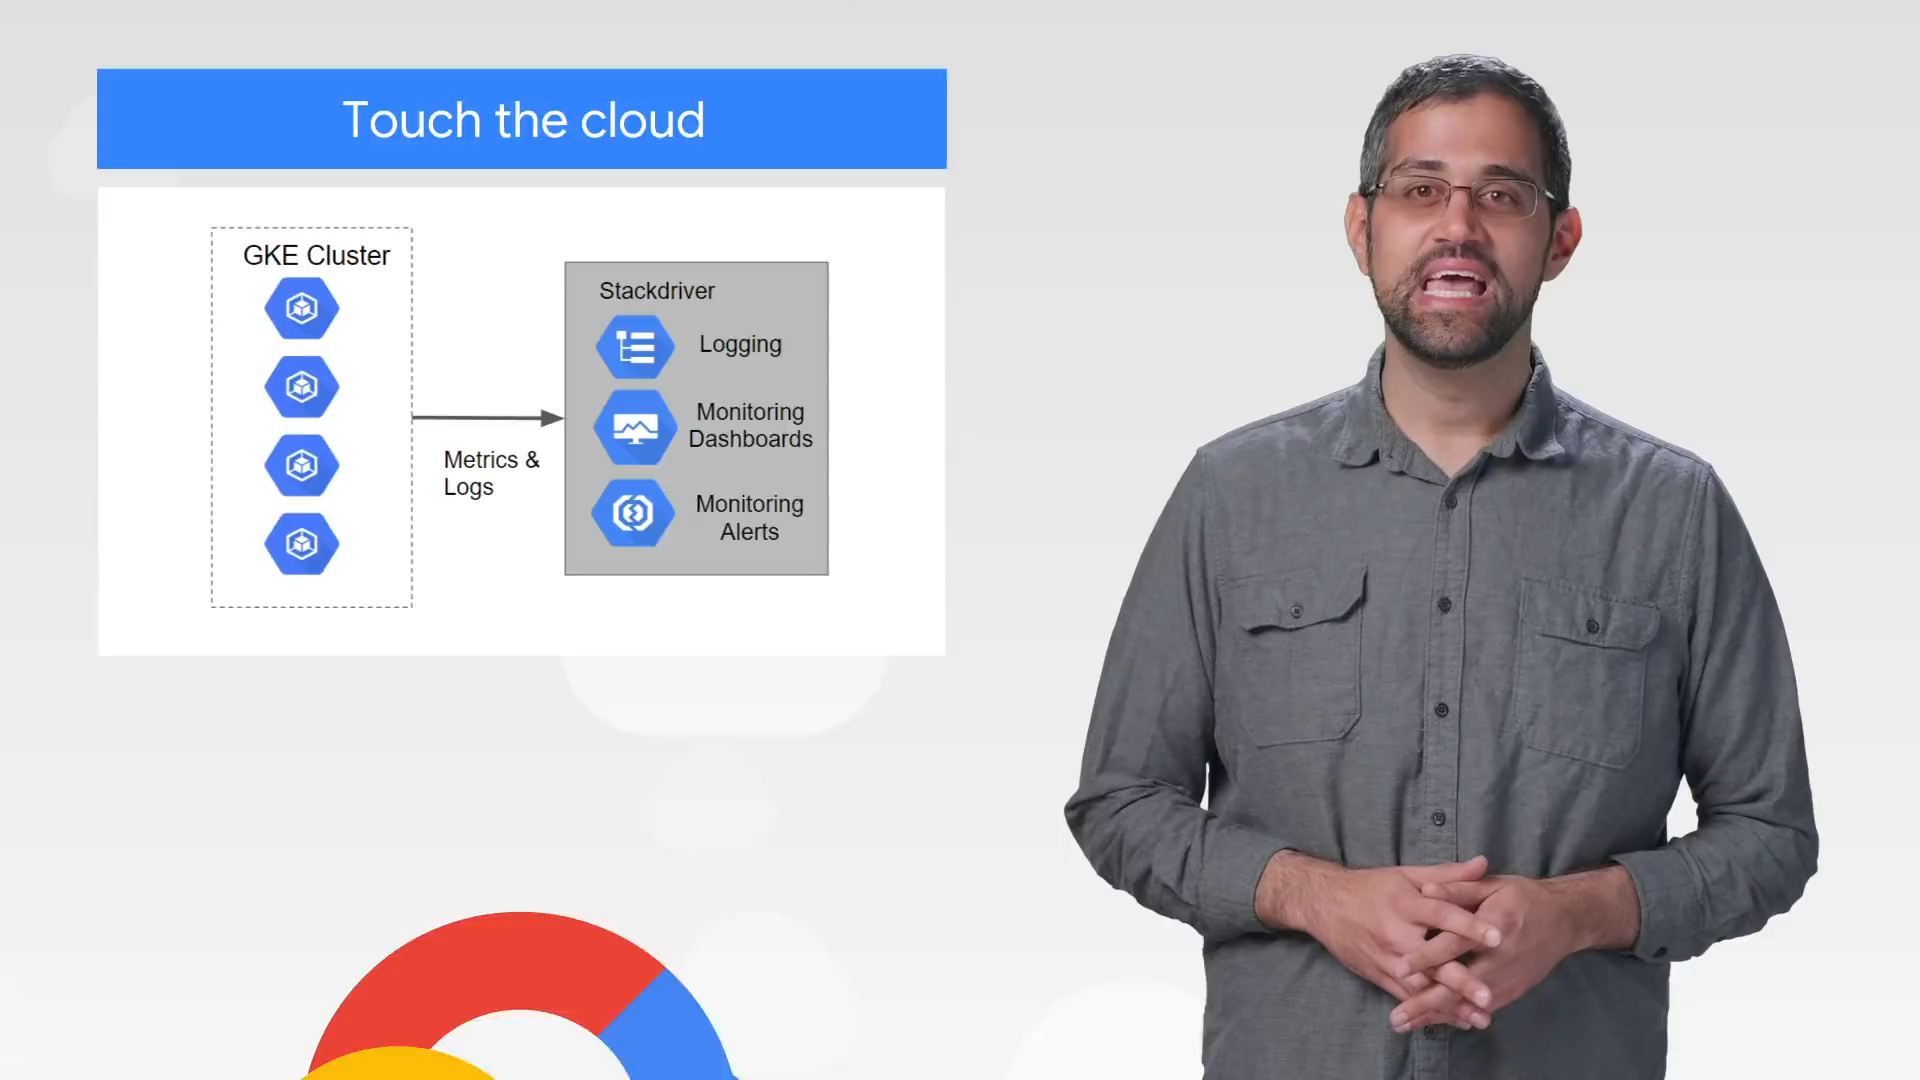 Touch the cloud
GKE Cluster
Metrics &
Logs
Stackdriver
Logging
Monitoring
Dashboards
Monitoring
Alerts